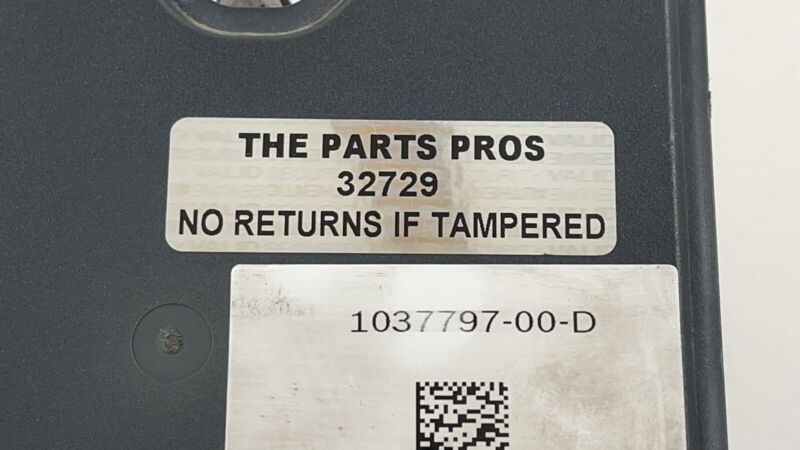 THE PARTS PROS
32729
NO RETURNS IF TAMPERED
1037797-00-D